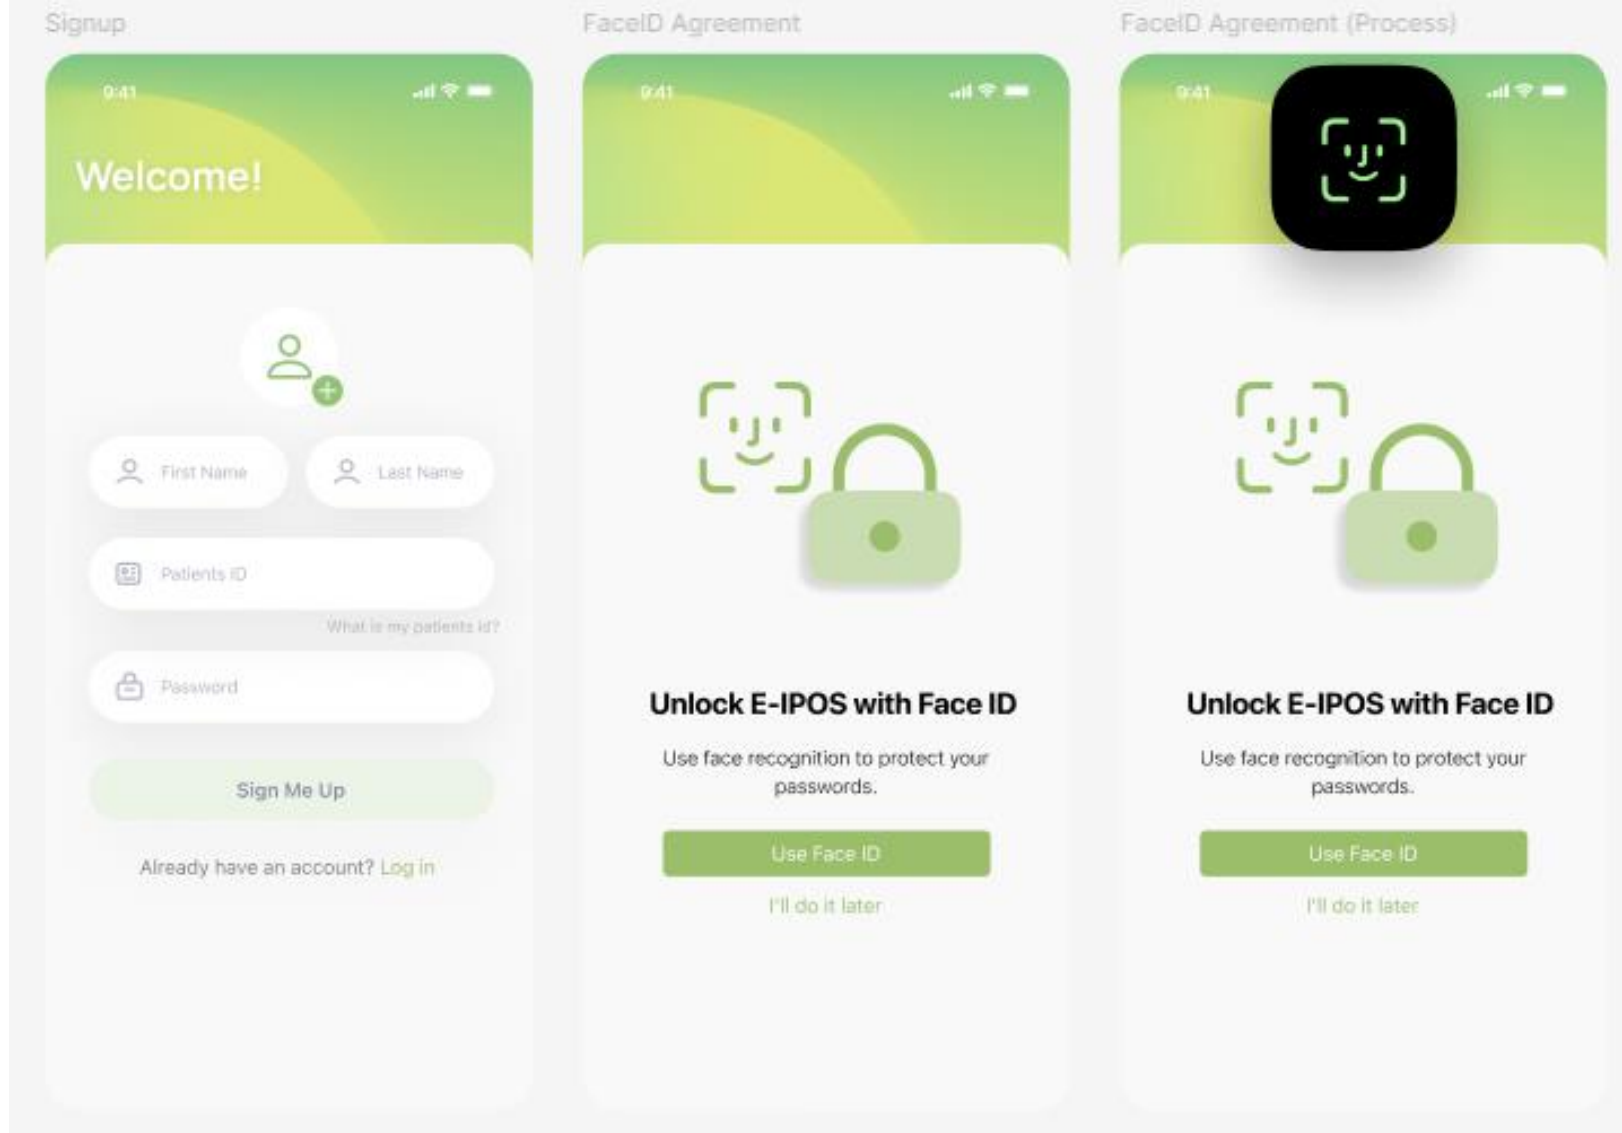 Signup
9:41
Welcome!
First Name
Last Name
Patients ID
What is my patients id?
Password
Sign Me Up
Already have an account? Log in
FaceID Agreement
9:41
Unlock E-IPOS with Face ID
Use face recognition to protect your
passwords.
Use Face ID
I'll do it later
FaceID Agreement (Process)
9:41
Unlock E-IPOS with Face ID
Use face recognition to protect your
passwords.
Use Face ID
I'll do it later